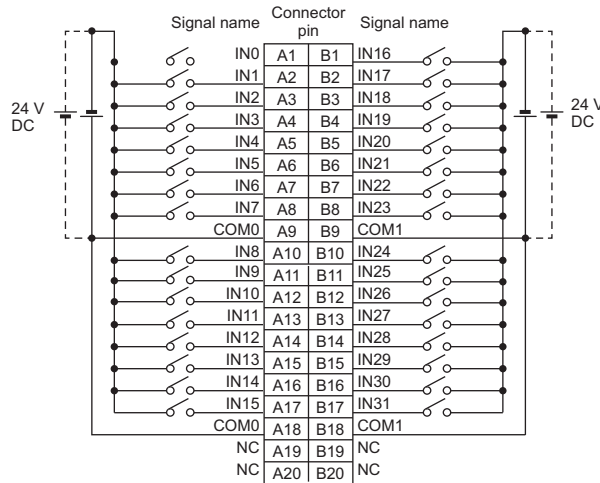 Signal name Connector pin Signal name
24 V DC
24 V DC
IN0 A1 B1 IN16
IN1 A2 B2 IN17
IN2 A3 B3 IN18
IN3 A4 B4 IN19
IN4 A5 B5 IN20
IN5 A6 B6 IN21
IN6 A7 B7 IN22
IN7 A8 B8 IN23
COM0 A9 B9 COM1
IN8 A10 B10 IN24
IN9 A11 B11 IN25
IN10 A12 B12 IN26
IN11 A13 B13 IN27
IN12 A14 B14 IN28
IN13 A15 B15 IN29
IN14 A16 B16 IN30
IN15 A17 B17 IN31
COM0 A18 B18 COM1
NC A19 B19 NC
NC A20 B20 NC